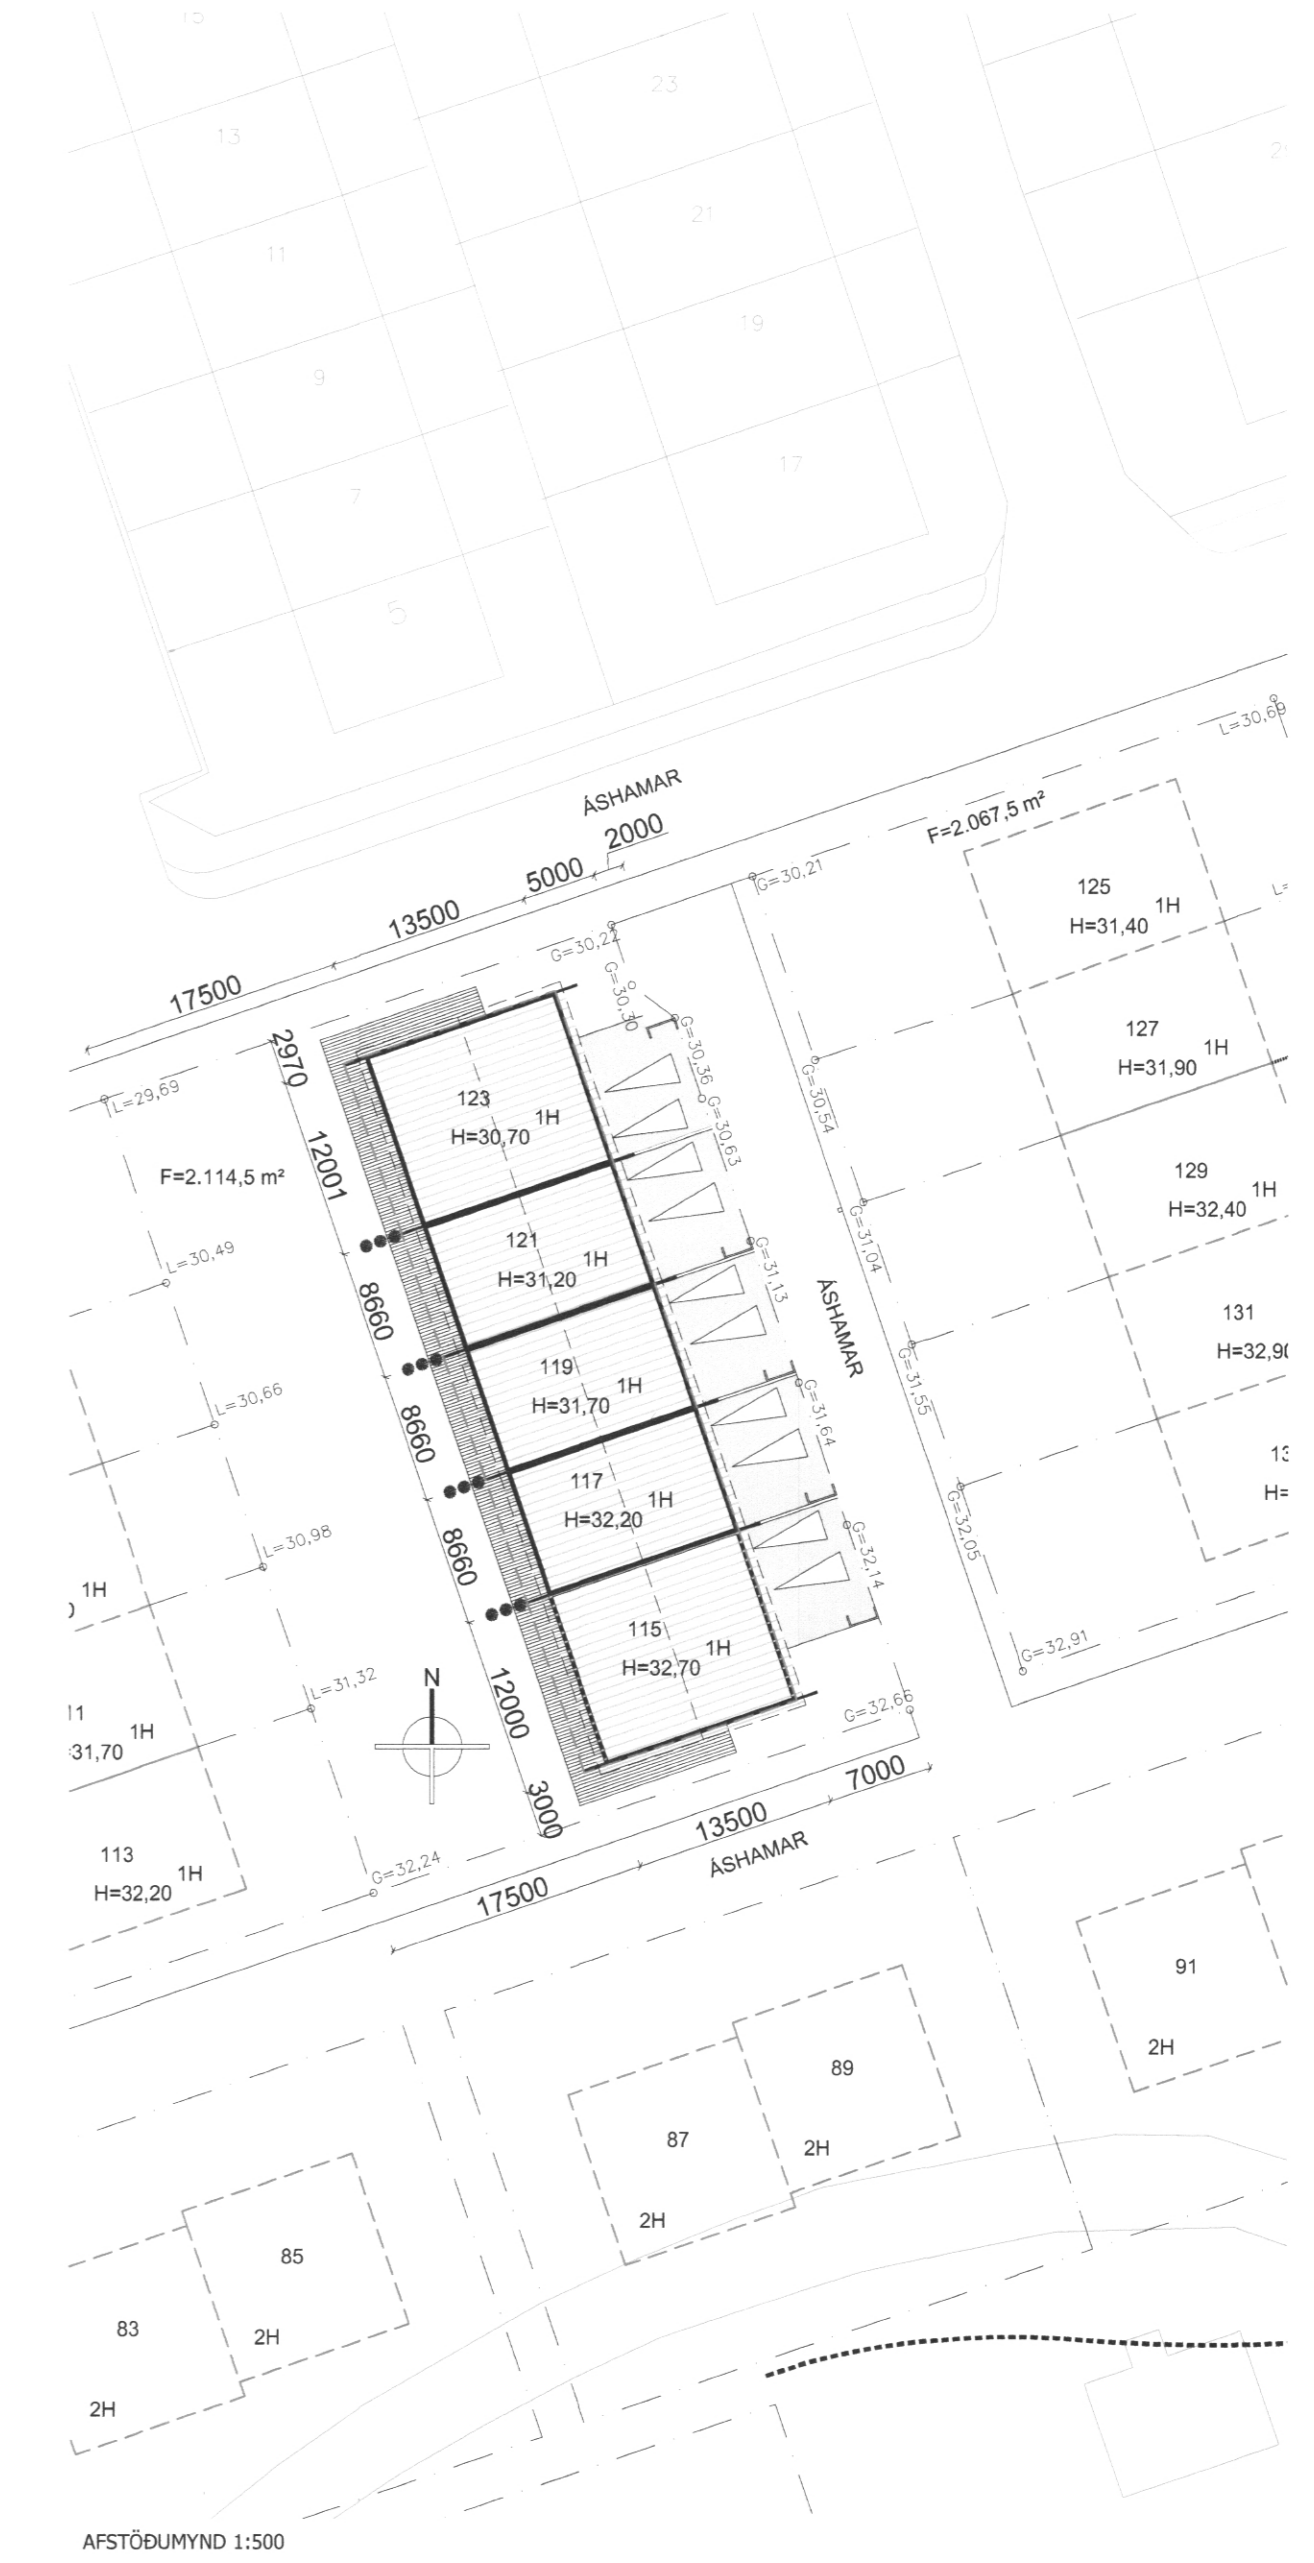 15
13
23
11
21
9
19
7
17
5
ÁSHAMAR
2000
5000
13500
17500
L=30,69
F=2.067,5 m²
G=30,21
G=30,22
G=30,30
G=30,36
G=30,63
125
1H
H=31,40
2970
L=29,69
12001
F=2.114,5 m²
123
1H
H=30,70
G=30,54
127
1H
H=31,90
L=30,49
121
1H
H=31,20
G=31,13
G=31,04
129
1H
H=32,40
8660
ÁSHAMAR
119
1H
H=31,70
131
H=32,90
L=30,66
8660
G=31,64
G=31,55
117
1H
H=32,20
L=30,98
8660
G=32,14
G=32,05
1H
115
1H
H=32,70
L=31,32
N
12000
G=32,66
G=32,91
1H
31,70
3000
7000
13500
ÁSHAMAR
17500
G=32,24
113
1H
H=32,20
91
2H
89
2H
87
2H
85
2H
83
2H
AFSTÖÐUMYND 1:500